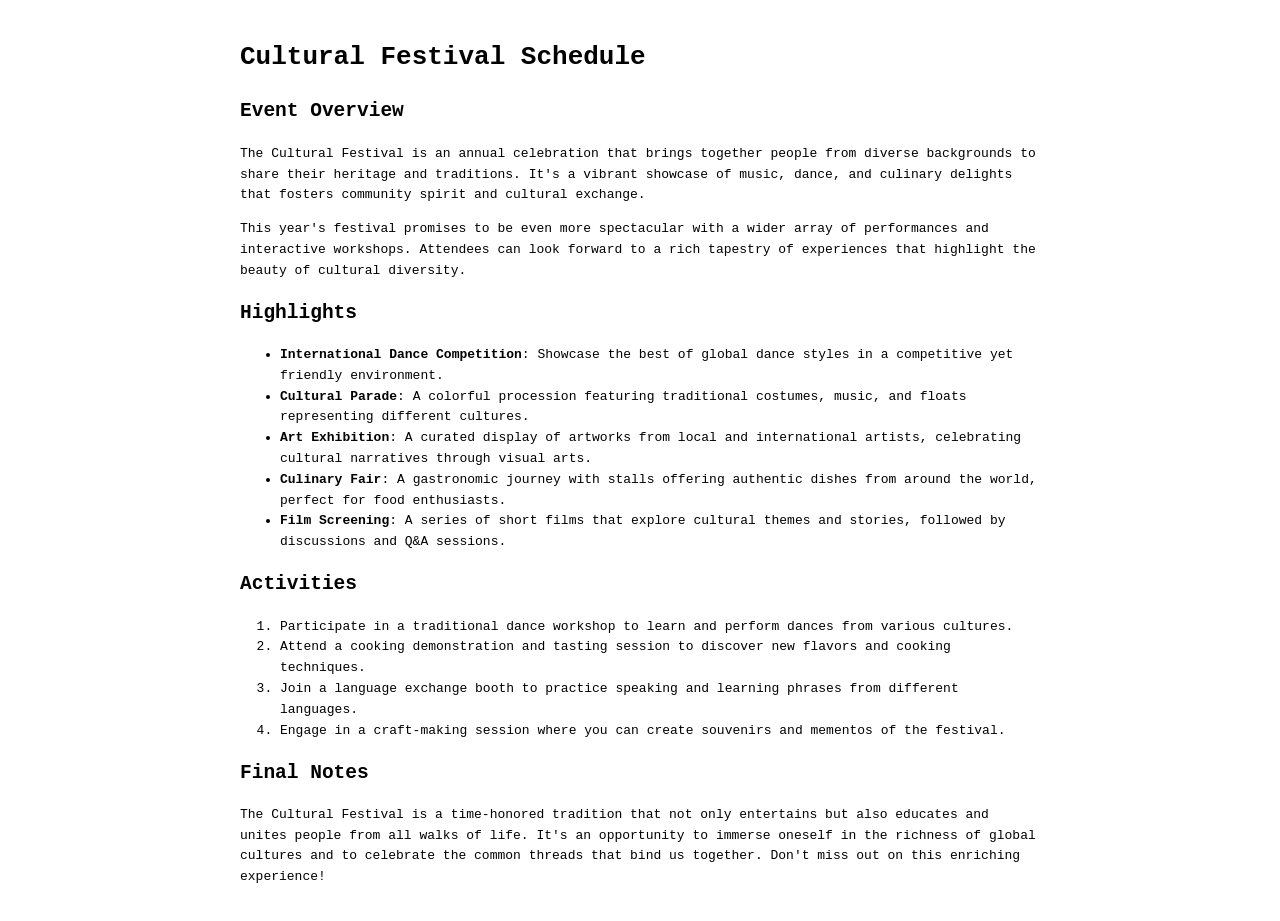 Cultural Festival Schedule
Event Overview
The Cultural Festival is an annual celebration that brings together people from diverse backgrounds to
share their heritage and traditions. It's a vibrant showcase of music, dance, and culinary delights
that fosters community spirit and cultural exchange.
This year's festival promises to be even more spectacular with a wider array of performances and
interactive workshops. Attendees can look forward to a rich tapestry of experiences that highlight the
beauty of cultural diversity.
Highlights
• International Dance Competition: Showcase the best of global dance styles in a competitive yet
friendly environment.
• Cultural Parade: A colorful procession featuring traditional costumes, music, and floats
representing different cultures.
• Art Exhibition: A curated display of artworks from local and international artists, celebrating
cultural narratives through visual arts.
• Culinary Fair: A gastronomic journey with stalls offering authentic dishes from around the world,
perfect for food enthusiasts.
• Film Screening: A series of short films that explore cultural themes and stories, followed by
discussions and Q&A sessions.
Activities
1. Participate in a traditional dance workshop to learn and perform dances from various cultures.
2. Attend a cooking demonstration and tasting session to discover new flavors and cooking
techniques.
3. Join a language exchange booth to practice speaking and learning phrases from different
languages.
4. Engage in a craft-making session where you can create souvenirs and mementos of the festival.
Final Notes
The Cultural Festival is a time-honored tradition that not only entertains but also educates and
unites people from all walks of life. It's an opportunity to immerse oneself in the richness of global
cultures and to celebrate the common threads that bind us together. Don't miss out on this enriching
experience!